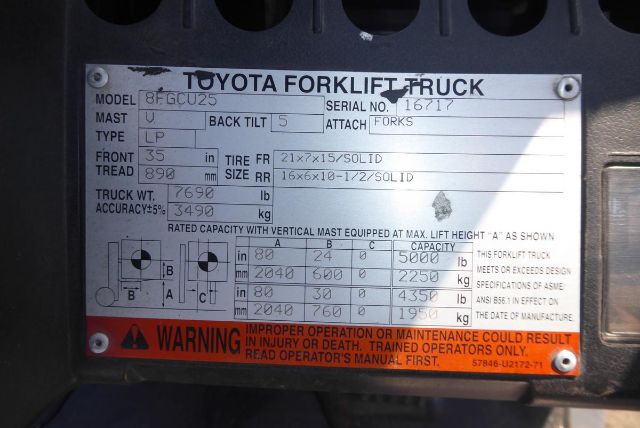 TOYOTA FORKLIFT TRUCK
MODEL 8FGCU25 SERIAL NO. 16717
MAST V BACK TILT 5 ATTACH FORKS
TYPE LP
FRONT 35 in TIRE FR 21x7x15/SOLID
TREAD 890 mm SIZE RR 16x6x10-1/2/SOLID
TRUCK WT. 7690 lb
ACCURACY±5% 3490 kg
RATED CAPACITY WITH VERTICAL MAST EQUIPPED AT MAX. LIFT HEIGHT "A" AS SHOWN
A B C CAPACITY
in 80 24 0 5000 lb
mm 2040 600 0 2250 kg
in 80 30 0 4350 lb
mm 2040 760 0 1950 kg
B
B A C
THIS FORKLIFT TRUCK
MEETS OR EXCEEDS DESIGN
SPECIFICATIONS OF ASME
ANSI B56.1 IN EFFECT ON
THE DATE OF MANUFACTURE.
WARNING
IMPROPER OPERATION OR MAINTENANCE COULD RESULT
IN INJURY OR DEATH. TRAINED OPERATORS ONLY.
READ OPERATOR'S MANUAL FIRST.
57846-U2172-71